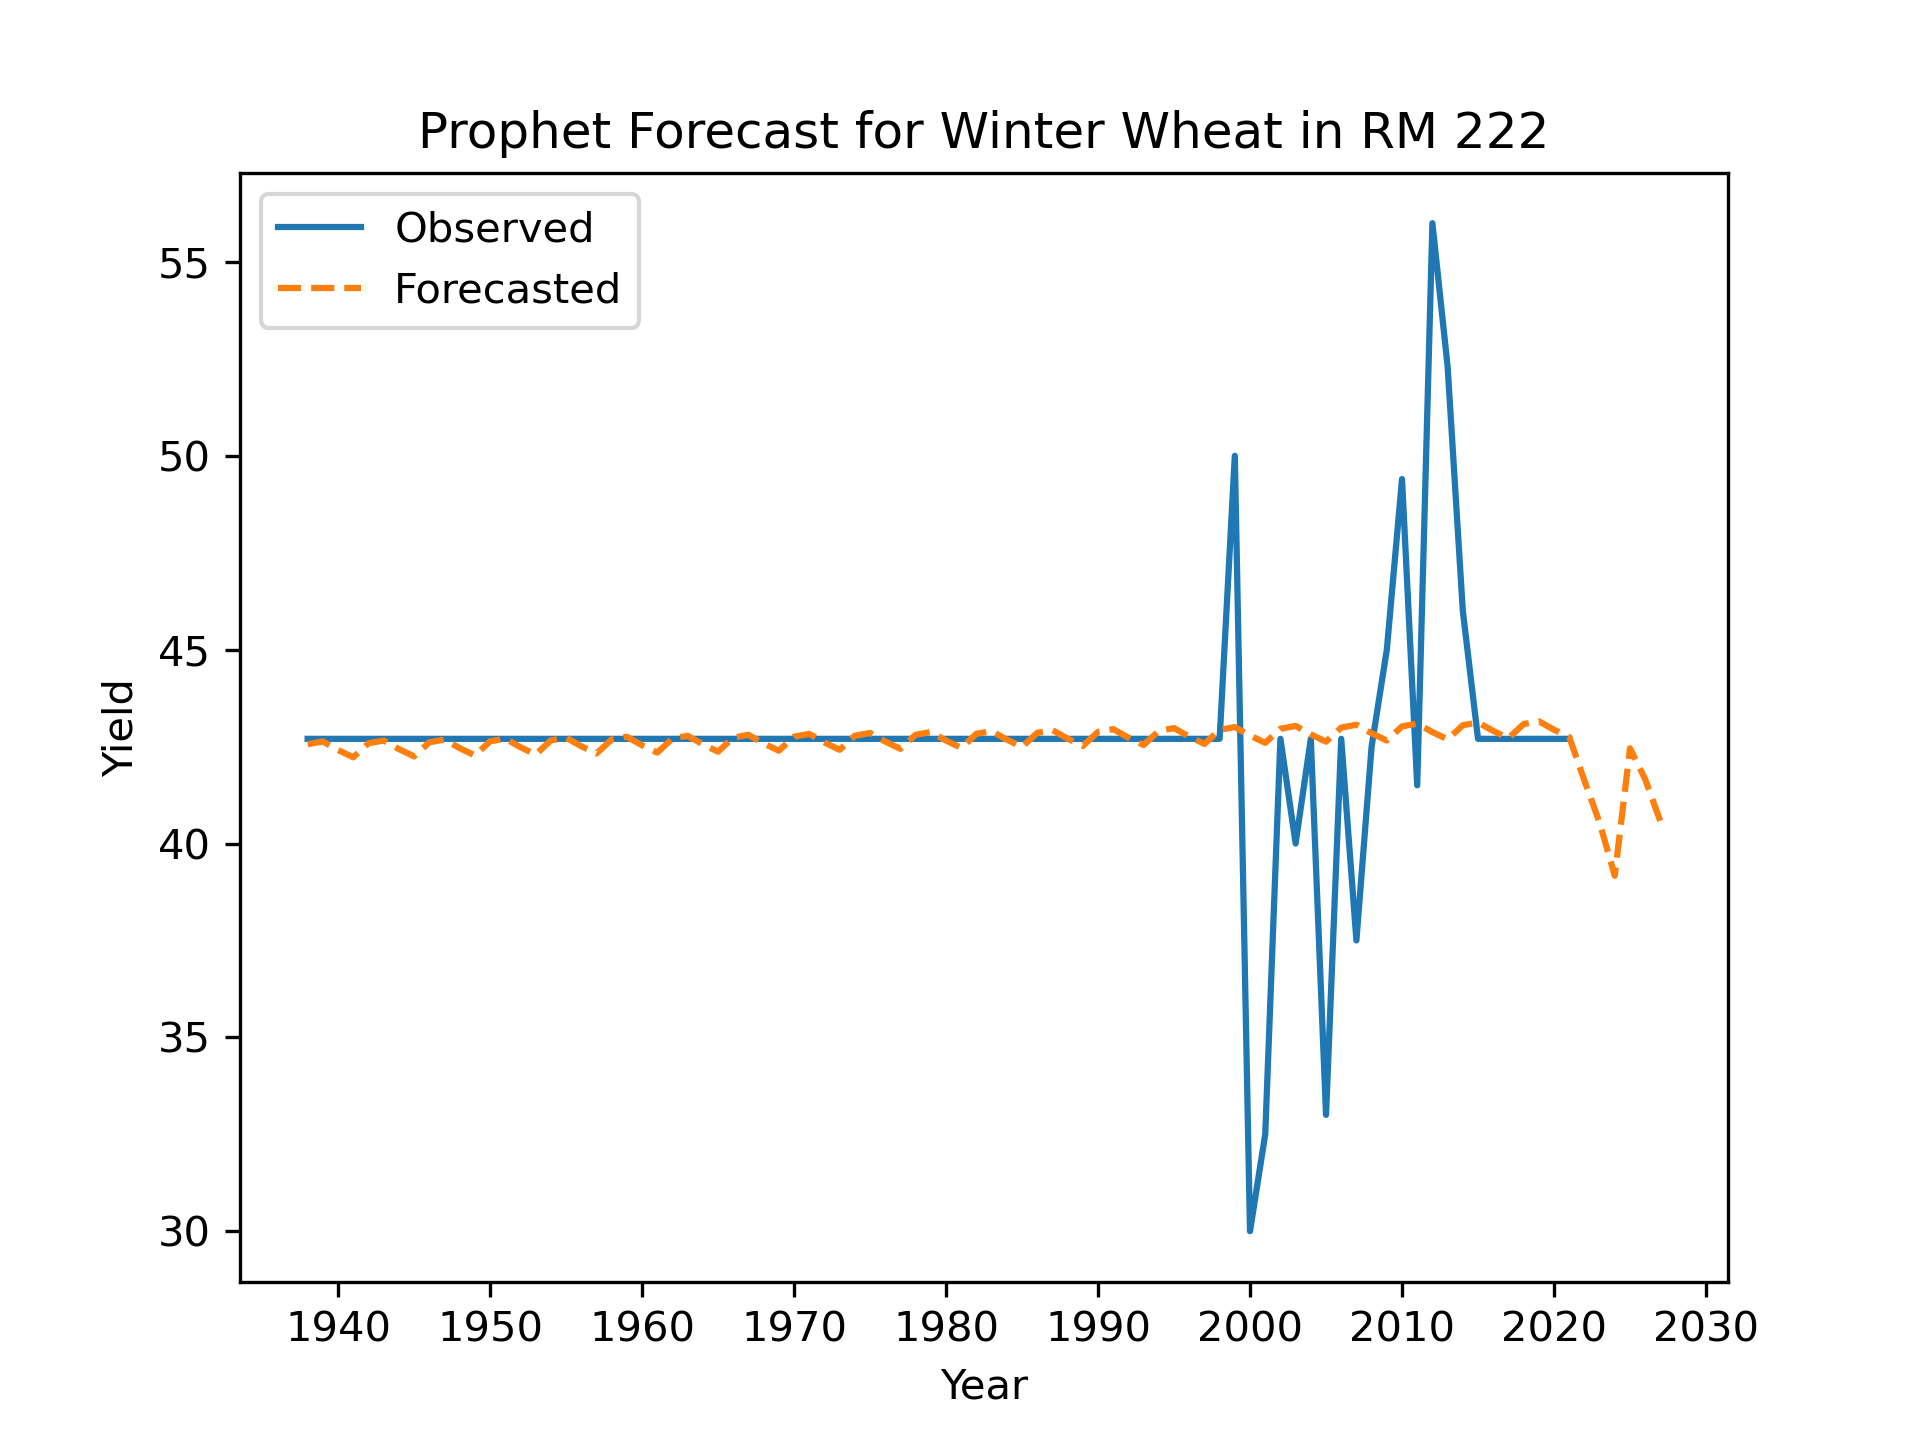 Prophet Forecast for Winter Wheat in RM 222
Observed
Forecasted
55
50
45
40
35
30
Yield
1940 1950 1960 1970 1980 1990 2000 2010 2020 2030
Year